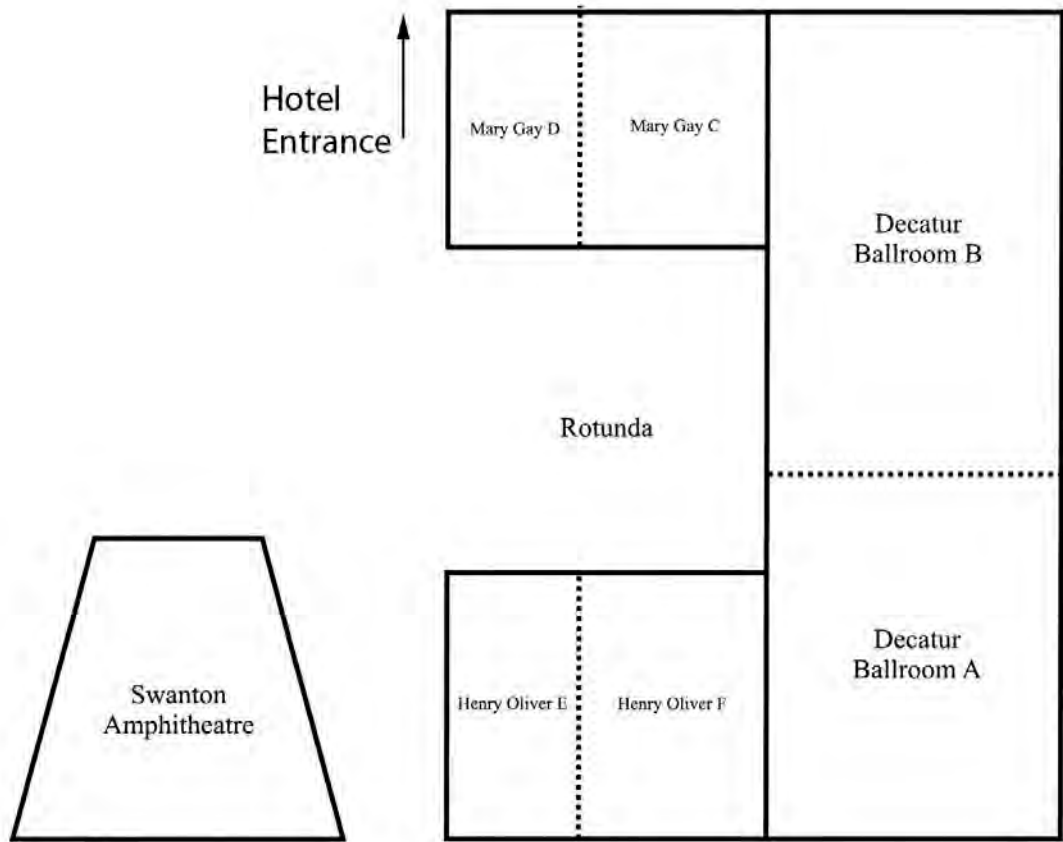 Hotel
Entrance
Mary Gay D
Mary Gay C
Decatur
Ballroom B
Rotunda
Decatur
Ballroom A
Swanton
Amphitheatre
Henry Oliver E
Henry Oliver F